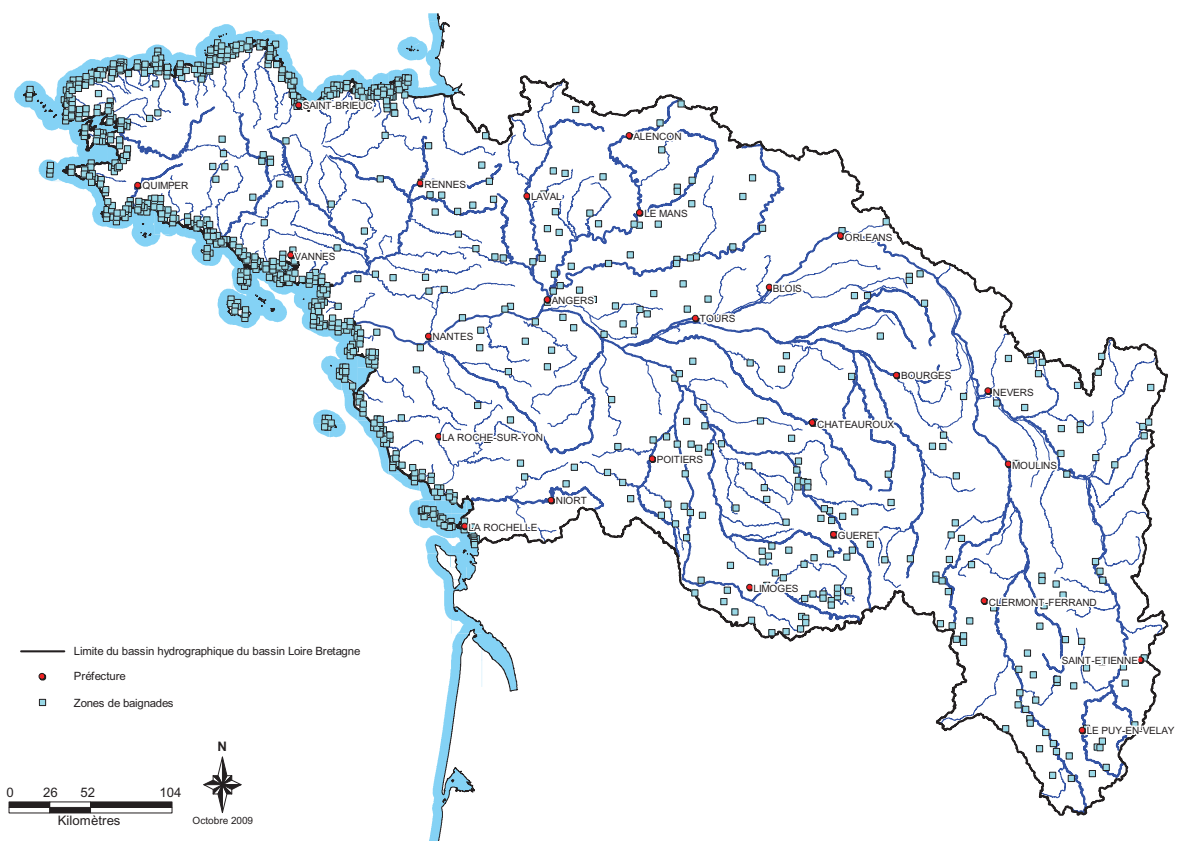 SAINT-BRIEUC
ALENCON
QUIMPER
RENNES
LAVAL
LE MANS
ORLEANS
VANNES
BLOIS
ANGERS
TOURS
NANTES
BOURGES
NEVERS
CHATEAUROUX
LA ROCHE-SUR-YON
POITIERS
MOULINS
NIORT
LA ROCHELLE
GUERET
LIMOGES
CLERMONT-FERRAND
SAINT-ETIENNE
LE PUY-EN-VELAY
Limite du bassin hydrographique du bassin Loire Bretagne
Préfecture
Zones de baignades
N
0 26 52 104
Kilomètres
Octobre 2009